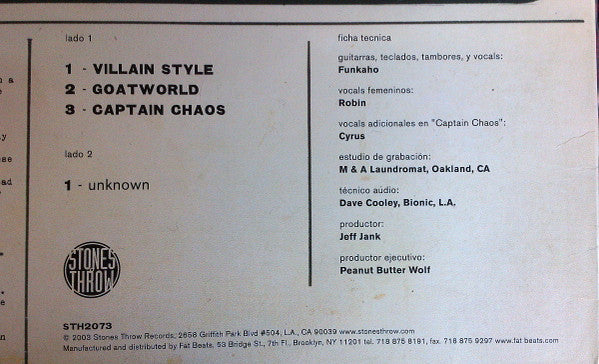 lado 1
1 - VILLAIN STYLE
2 - GOATWORLD
3 - CAPTAIN CHAOS
lado 2
1 - unknown
STONES THROW
ficha tecnica
guitarras, teclados, tambores, y vocals:
Funkaho
vocals femeninos:
Robin
vocals adicionales en "Captain Chaos":
Cyrus
estudio de grabación:
M & A Laundromat, Oakland, CA
técnico audio:
Dave Cooley, Bionic, L.A.
productor:
Jeff Jank
productor ejecutivo:
Peanut Butter Wolf
STH2073
© 2003 Stones Throw Records, 2658 Griffith Park Blvd #504, L.A., CA 90039 www.stonesthrow.com
Manufactured and distributed by Fat Beats, 53 Bridge St., 7th Fl., Brooklyn, NY 11201 tel. 718 875 8191, fax. 718 875 9297 www.fatbeats.com